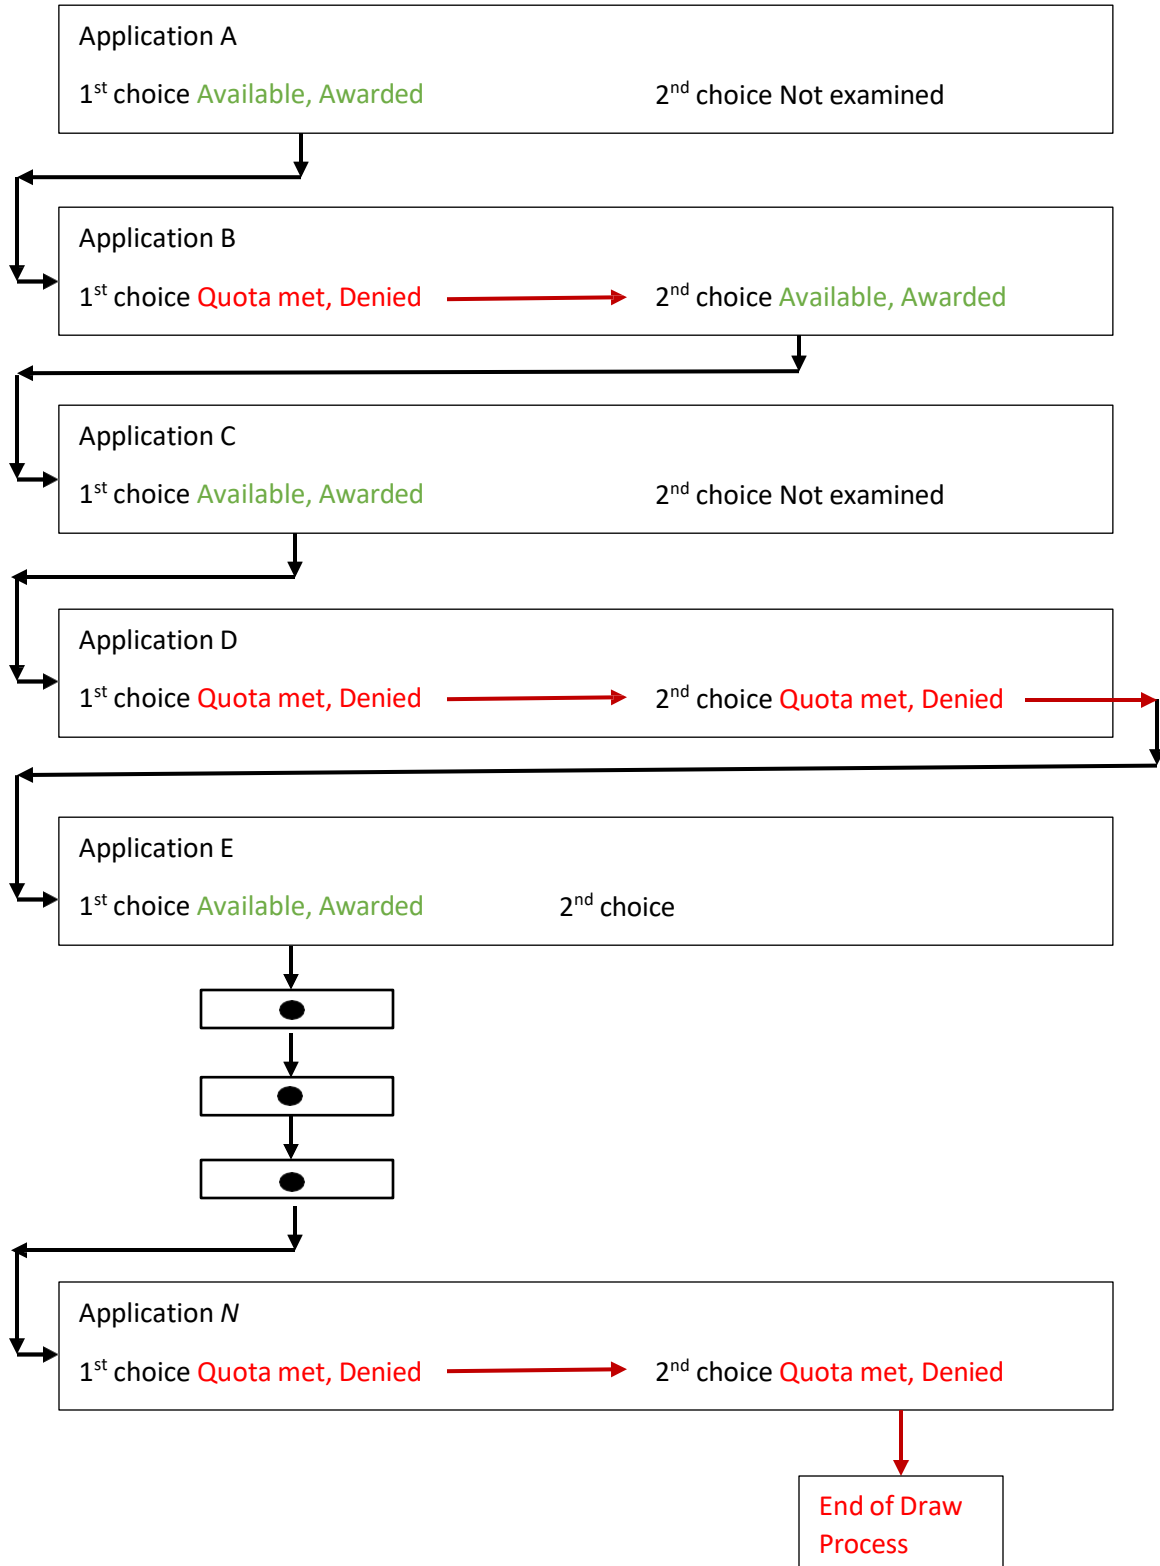 Application A
1st choice Available, Awarded 2nd choice Not examined
Application B
1st choice Quota met, Denied 2nd choice Available, Awarded
Application C
1st choice Available, Awarded 2nd choice Not examined
Application D
1st choice Quota met, Denied 2nd choice Quota met, Denied
Application E
1st choice Available, Awarded 2nd choice
Application N
1st choice Quota met, Denied 2nd choice Quota met, Denied
End of Draw
Process